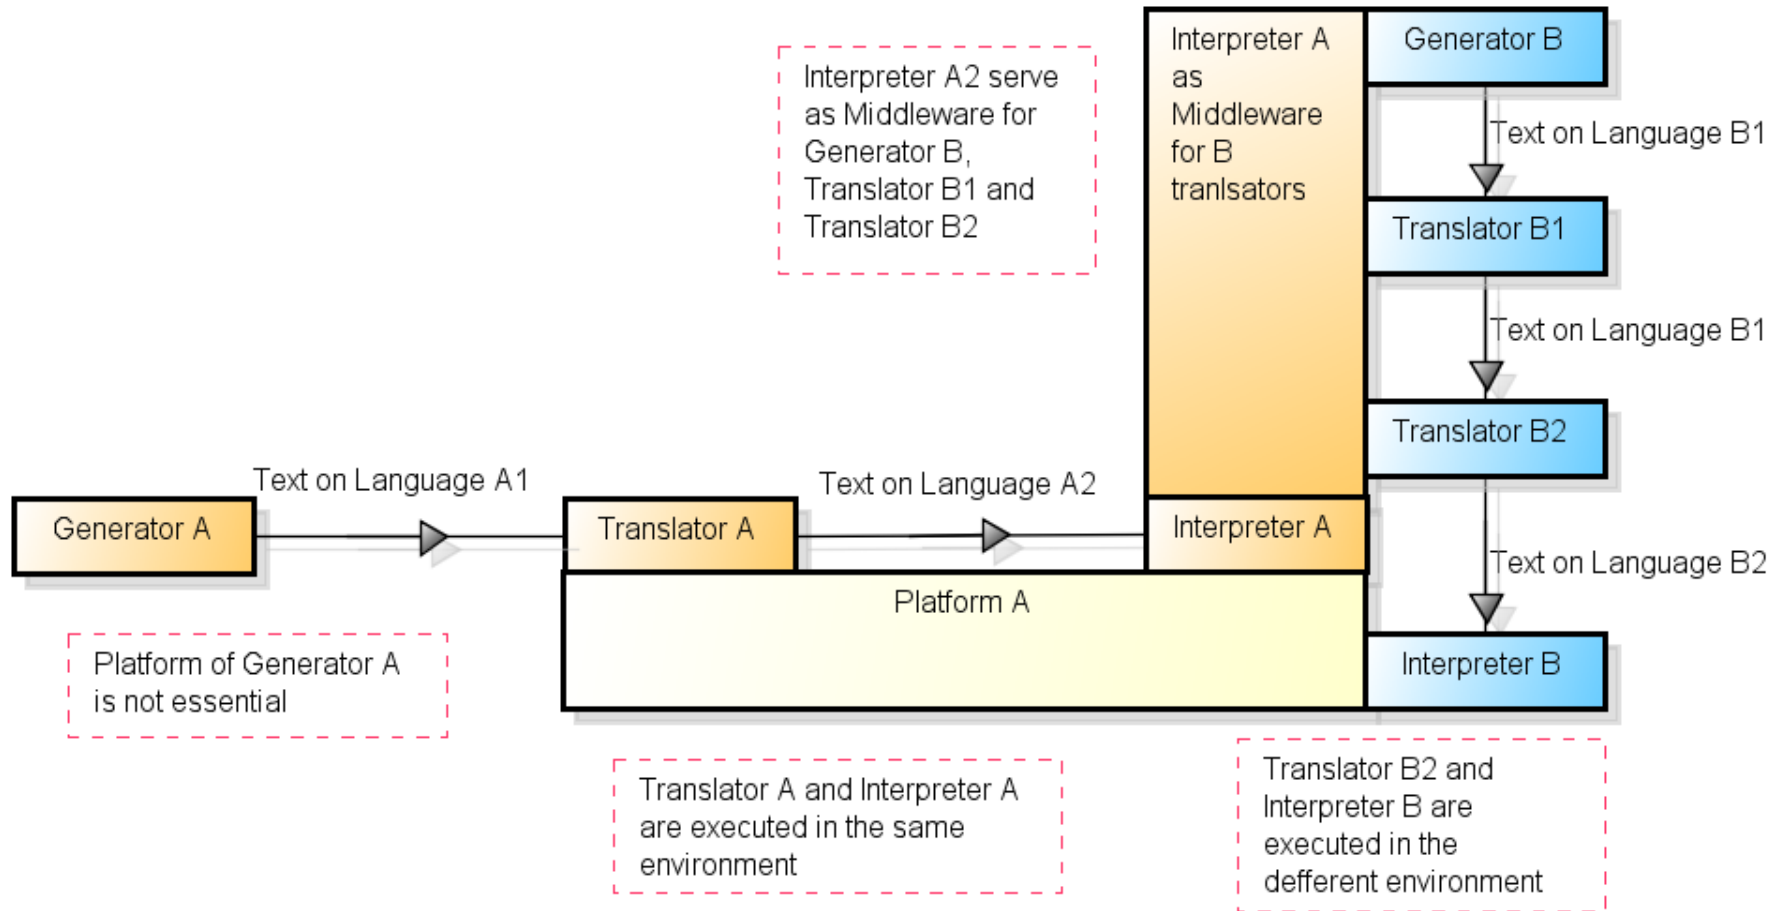 Interpreter A2 serve
as Middleware for
Generator B,
Translator B1 and
Translator B2
Interpreter A
as
Middleware
for B
tranlsators
Generator B
Text on Language B1
Translator B1
Text on Language B1
Translator B2
Text on Language B2
Interpreter B
Generator A
Text on Language A1
Translator A
Text on Language A2
Interpreter A
Platform A
Platform of Generator A
is not essential
Translator A and Interpreter A
are executed in the same
environment
Translator B2 and
Interpreter B are
executed in the
defferent environment